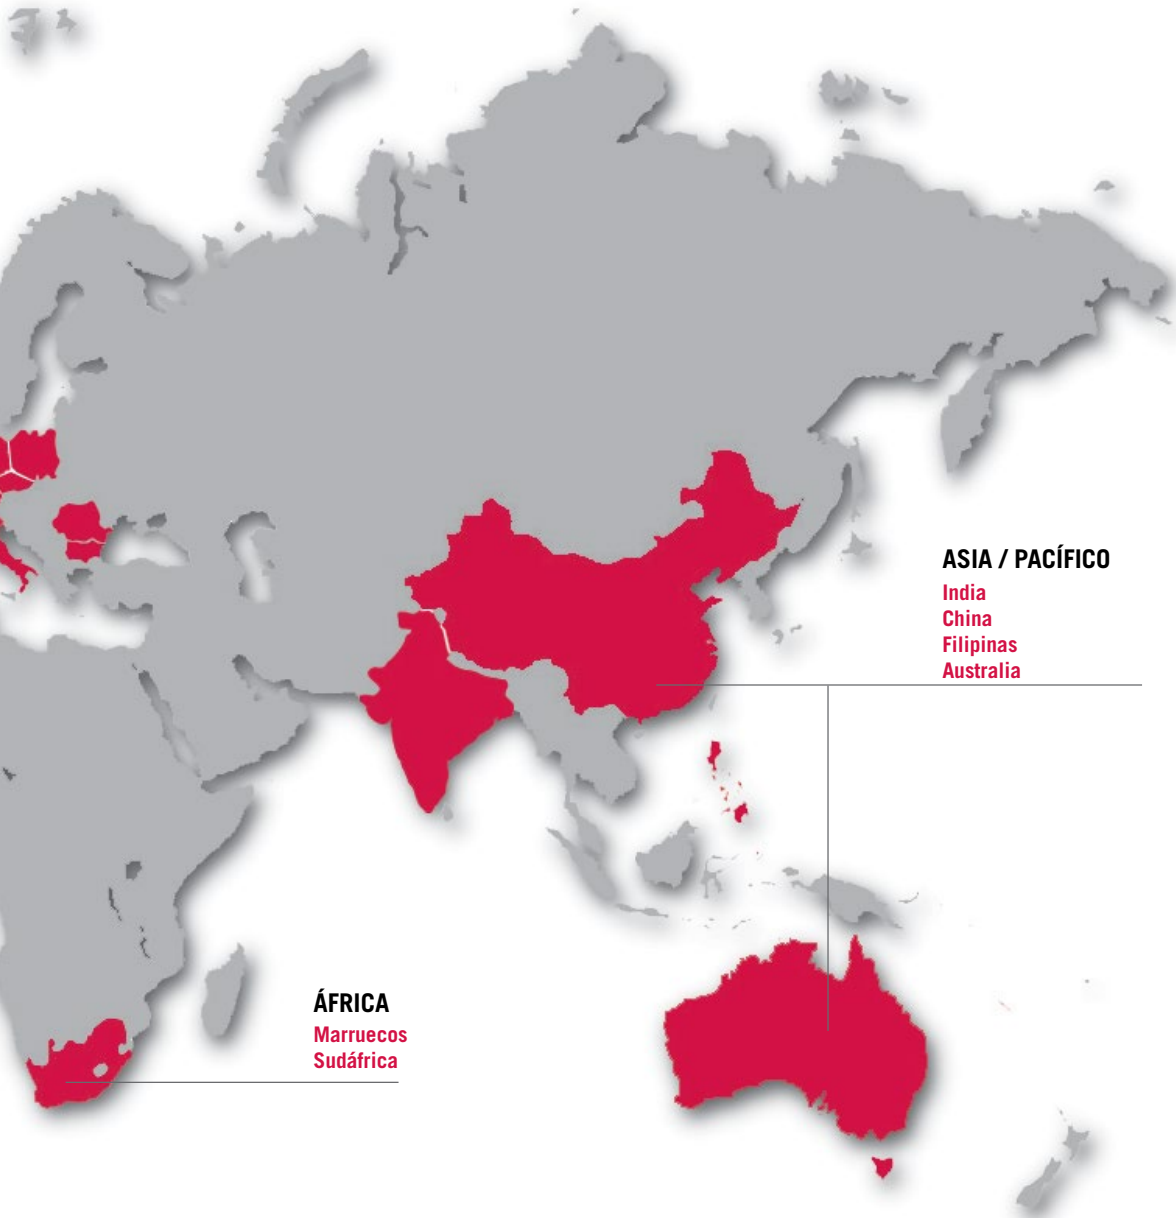 ASIA / PACÍFICO
India
China
Filipinas
Australia
ÁFRICA
Marruecos
Sudáfrica